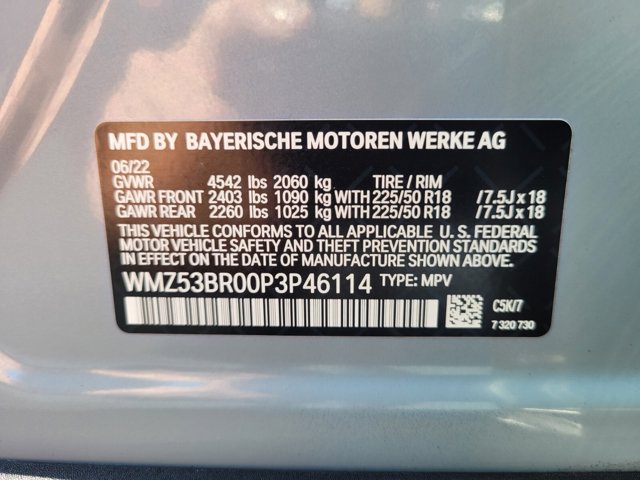 MFD BY BAYERISCHE MOTOREN WERKE AG
06/22
GVWR 4542 lbs 2060 kg TIRE / RIM
GAWR FRONT 2403 lbs 1090 kg WITH 225/50 R18 /7.5J x 18
GAWR REAR 2260 lbs 1025 kg WITH 225/50 R18 /7.5J x 18
THIS VEHICLE CONFORMS TO ALL APPLICABLE U.S. FEDERAL
MOTOR VEHICLE SAFETY AND THEFT PREVENTION STANDARDS
IN EFFECT ON THE DATE OF MANUFACTURE SHOWN ABOVE.
WMZ53BR00P3P46114 TYPE: MPV
C5K/7
7 320 730